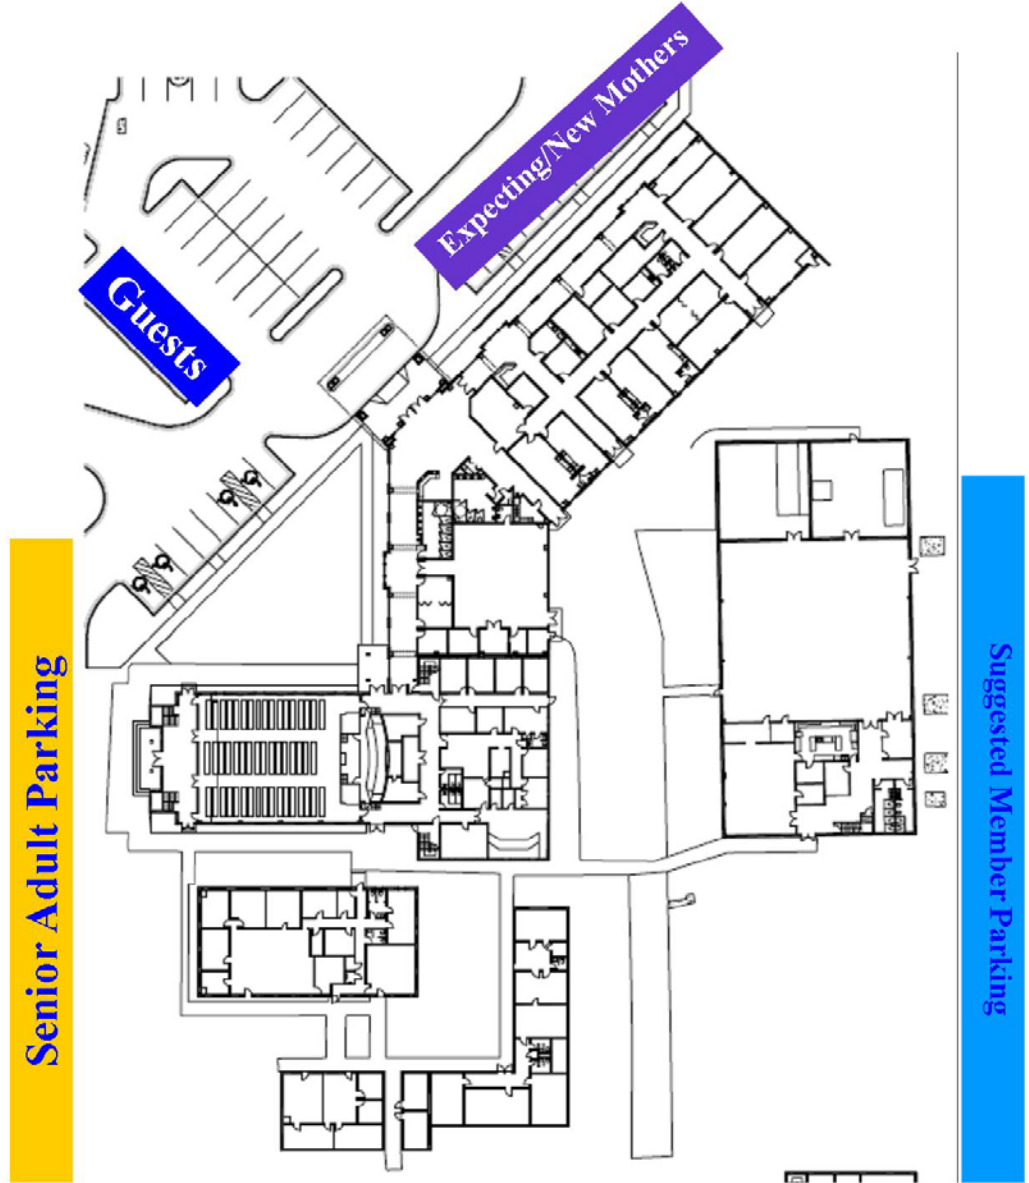 Expecting/New Mothers
Guests
Senior Adult Parking
Suggested Member Parking